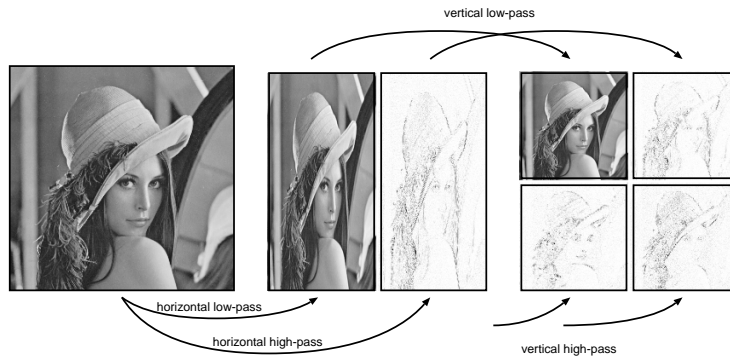 vertical low-pass
horizontal low-pass
horizontal high-pass
vertical high-pass